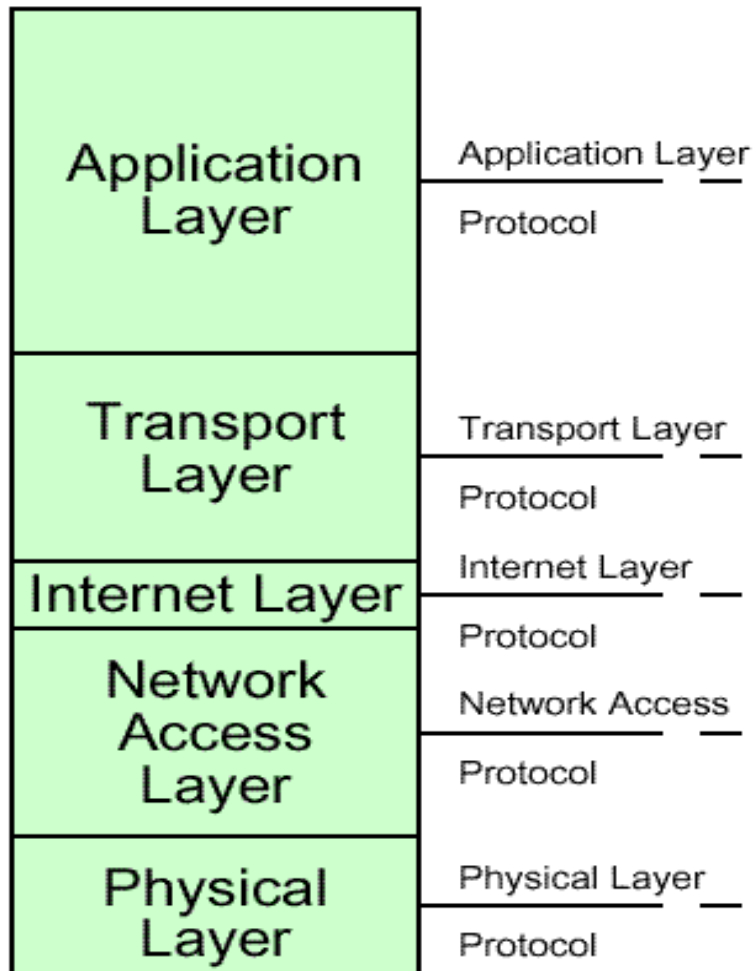 Application
Layer
Application Layer
Protocol
Transport
Layer
Transport Layer
Protocol
Internet Layer
Internet Layer
Protocol
Network
Access
Layer
Network Access
Protocol
Physical
Layer
Physical Layer
Protocol